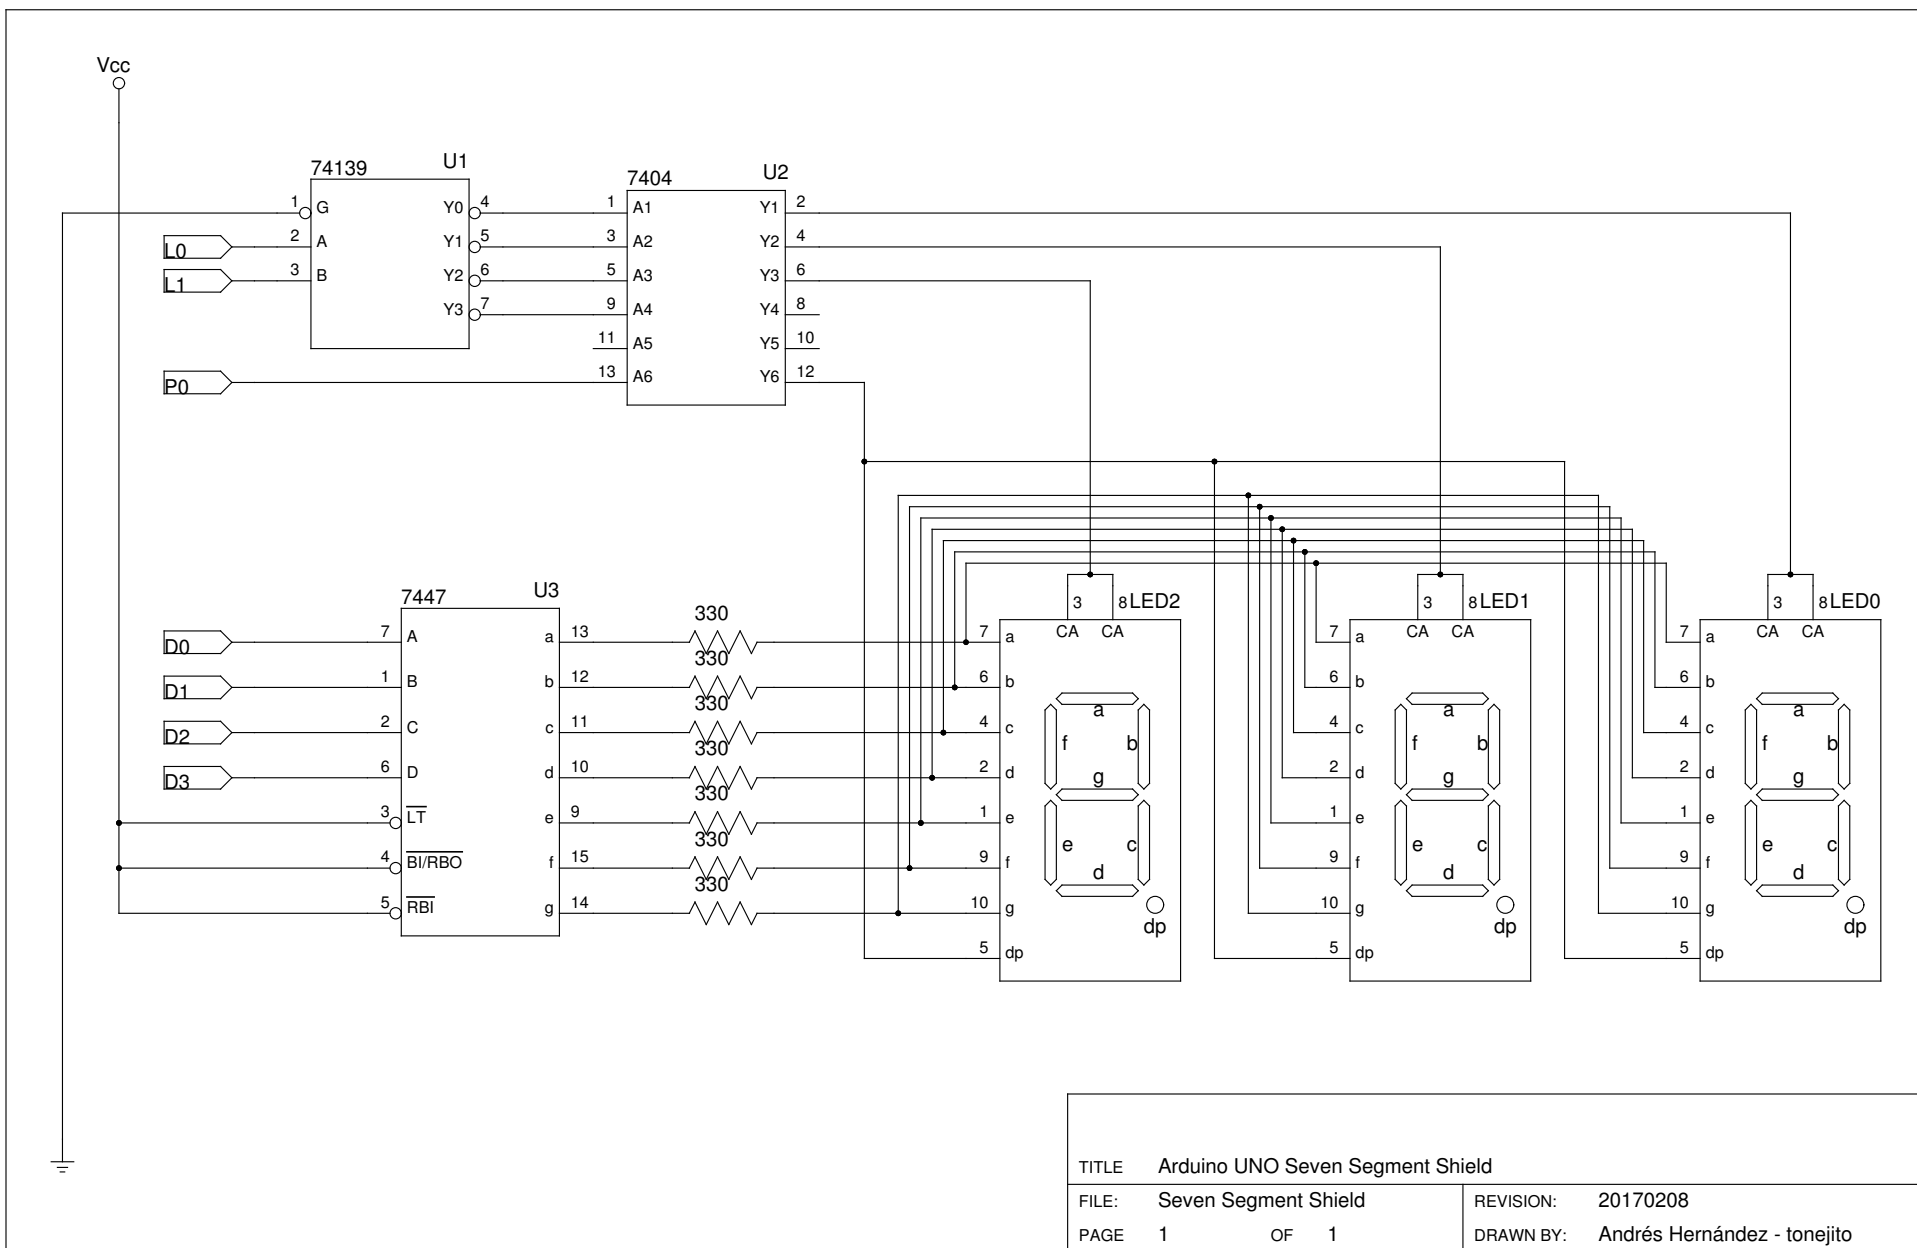 Vcc
74139 U1
1 G Y0 4
L0 2 A Y1 5
L1 3 B Y2 6
Y3 7
7404 U2
1 A1 Y1 2
3 A2 Y2 4
5 A3 Y3 6
9 A4 Y4 8
11 A5 Y5 10
P0 13 A6 Y6 12
7447 U3
D0 7 A a 13 330
D1 1 B b 12 330
D2 2 C c 11 330
D3 6 D d 10 330
3 LT e 9 330
4 BI/RBO f 15 330
5 RBI g 14 330
3 8 LED2
CA CA
7 a
6 b
4 c
2 d
1 e
9 f
10 g
5 dp
a
f b
g
e c
d
dp
3 8 LED1
CA CA
7 a
6 b
4 c
2 d
1 e
9 f
10 g
5 dp
a
f b
g
e c
d
dp
3 8 LED0
CA CA
7 a
6 b
4 c
2 d
1 e
9 f
10 g
5 dp
a
f b
g
e c
d
dp
TITLE Arduino UNO Seven Segment Shield
FILE: Seven Segment Shield REVISION: 20170208
PAGE 1 OF 1 DRAWN BY: Andrés Hernández - tonejito